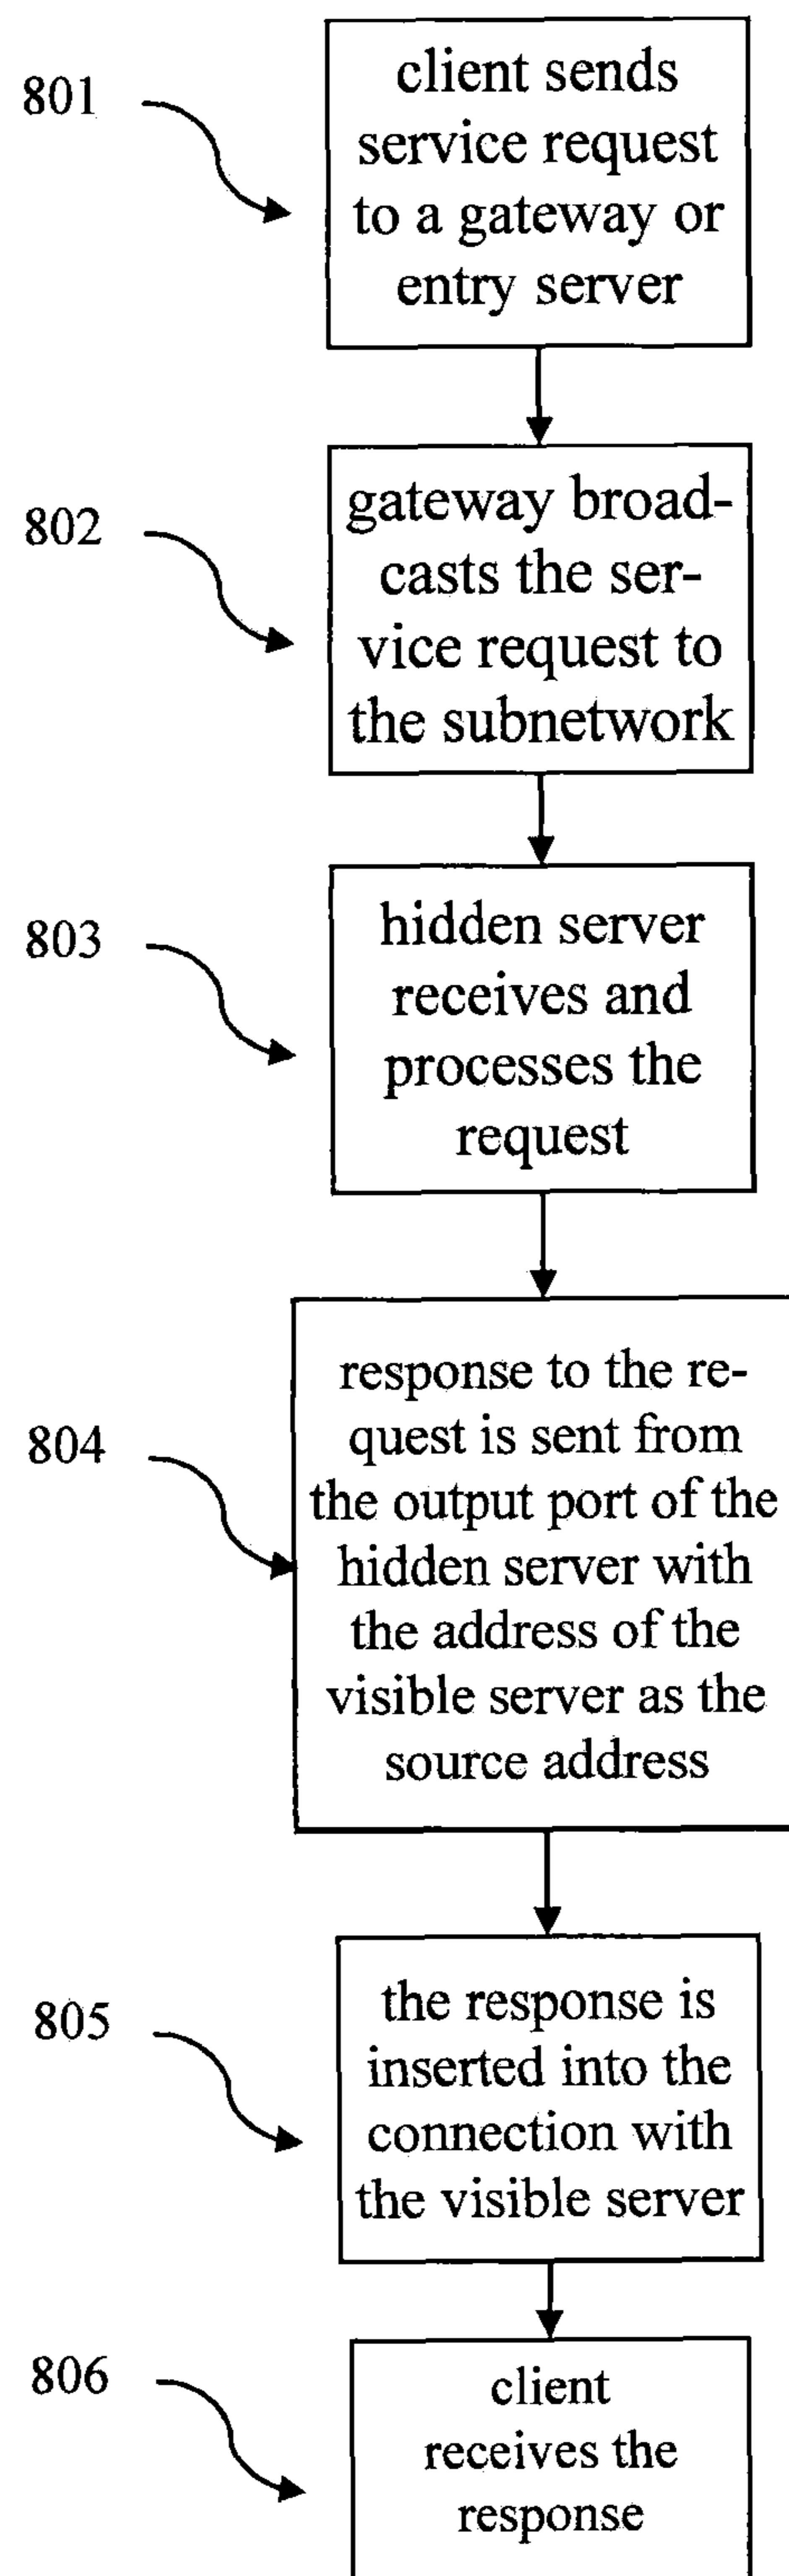 801
client sends
service request
to a gateway or
entry server
802
gateway broad-
casts the ser-
vice request to
the subnetwork
803
hidden server
receives and
processes the
request
804
response to the re-
quest is sent from
the output port of the
hidden server with
the address of the
visible server as the
source address
805
the response is
inserted into the
connection with
the visible server
806
client
receives the
response